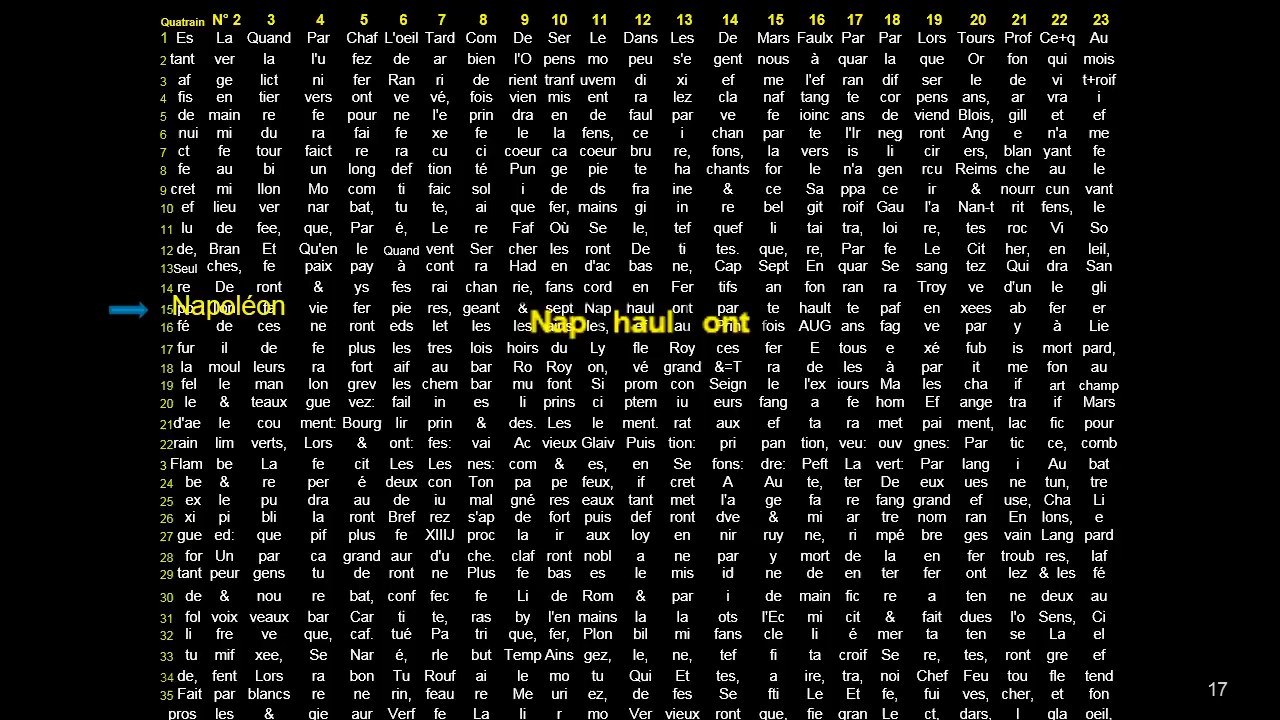 Quatrain N° 2 3 4 5 6 7 8 9 10 11 12 13 14 15 16 17 18 19 20 21 22 23
1 Es La Quand Par Chaf L'oeil Tard Com De Ser Le Dans Les De Mars Faulx Par Par Lors Tours Prof Ce+q Au
2 tant ver la l'u fez de ar bien l'O pens mo peu s'e gent nous à quar la que Or fon qui mois
3 af ge lict ni fer Ran ri de rient tranf uvem di xi ef me l'ef ran dif ser le de vi t+roif
4 fis en tier vers ont ve vé, fois vien mis ent ra lez cla naf tang te cor pens ans, ar vra i
5 de main re fe pour ne l'e prin dra en de faul par ve fe ioinc ans de viend Blois, gill et ef
6 nui mi du ra fai fe xe fe le la fens, ce i chan par te l'Ir neg ront Ang e n'a me
7 ct fe tour faict re ra cu ci coeur ca coeur bru re, fons, la vers is li cir ers, blan yant fe
8 fe au bi un long def tion té Pun ge pie te ha chants for le n'a gen rcu Reims che au le
9 cret mi llon Mo com ti faic sol i de ds fra ine & ce Sa ppa ce ir & nourr cun vant
10 ef lieu ver nar bat, tu te, ai que fer, mains gi in re bel git roif Gau l'a Nan-t rit fens, le
11 lu de fee, que, Par é, Le re Faf Où Se le, tef quef li tai tra, loi re, tes roc Vi So
12 de, Bran Et Qu'en le Quand vent Ser cher les ront De ti tes. que, re, Par fe Le Cit her, en leil,
13Seul ches, fe paix pay à cont ra Had en d'ac bas ne, Cap Sept En quar Se sang tez Qui dra San
14 re De ront & ys fes rai chan rie, fans cord en Fer tifs an fon ran ra Troy ve d'un le gli
Napoléon
15 vie fer pie res, geant & sept Nap haul ont par te hault te paf en xees ab fer er
Nap haul ont
16 fé de ces ne ront eds let les les les, au fois AUG ans fag ve par y à Lie
17 fur il de fe plus les tres lois hoirs du Ly fle Roy ces fer E tous e xé fub is mort pard,
18 la moul leurs ra fort aif au bar Ro Roy on, vé grand &=T ra de les à par it me fon au
19 fel le man lon grev les chem bar mu font Si prom con Seign le l'ex iours Ma les cha if art champ
20 le & teaux gue vez: fail in es li prins ci ptem iu eurs fang a fe hom Ef ange tra if Mars
21d'ae le cou ment: Bourg lir prin & des. Les le ment. rat aux ef ta ra met pai ment, lac fic pour
22rain lim verts, Lors & ont: fes: vai Ac vieux Glaiv Puis tion: pri pan tion, veu: ouv gnes: Par tic ce, comb
3 Flam be La fe cit Les Les nes: com & es, en Se fons: dre: Peft La vert: Par lang i Au bat
24 be & re per é deux con Ton pa pe feux, if cret A Au te, ter De eux ues ne tun, tre
25 ex le pu dra au de iu mal gné res eaux tant met l'a ge fa re fang grand ef use, Cha Li
26 xi pi bli la ront Bref rez s'ap de fort puis def ront dve & mi ar tre nom ran En lons, e
27 gue ed: que pif plus fe XIIIJ proc la ir aux loy en nir ruy ne, ri mpé bre ges vain Lang pard
28 for Un par ca grand aur d'u che. claf ront nobl a ne par y mort de la en fer troub res, laf
29 tant peur gens tu de ront ne Plus fe bas es le mis id ne de en ter fer ont lez & les fé
30 de & nou re bat, conf fec fe Li de Rom & par i de main fic re a ten ne deux au
31 fol voix veaux bar Car ti te, ras by l'en mains la la ots l'Ec mi cit & fait dues l'o Sens, Ci
32 li fre ve que, caf. tué Pa tri que, fer, Plon bil mi fans cle li é mer ta ten se La el
33 tu mif xee, Se Nar é, rle but Temp Ains gez, le, ne, tef fi ta croif Se re, tes, ront gre ef
34 de, fent Lors ra bon Tu Rouf ai le mo tu Qui Et tes, a ire, tra, noi Chef Feu tou fle tend
35 Fait par blancs re ne rin, feau re Me uri ez, de fes Se fti Le Et fe, fui ves, cher, et fon
pros les & gie aur Verf fe La li r mo Ver vieux ront que, fie gran Le ct, dars, l gla oeil,
17